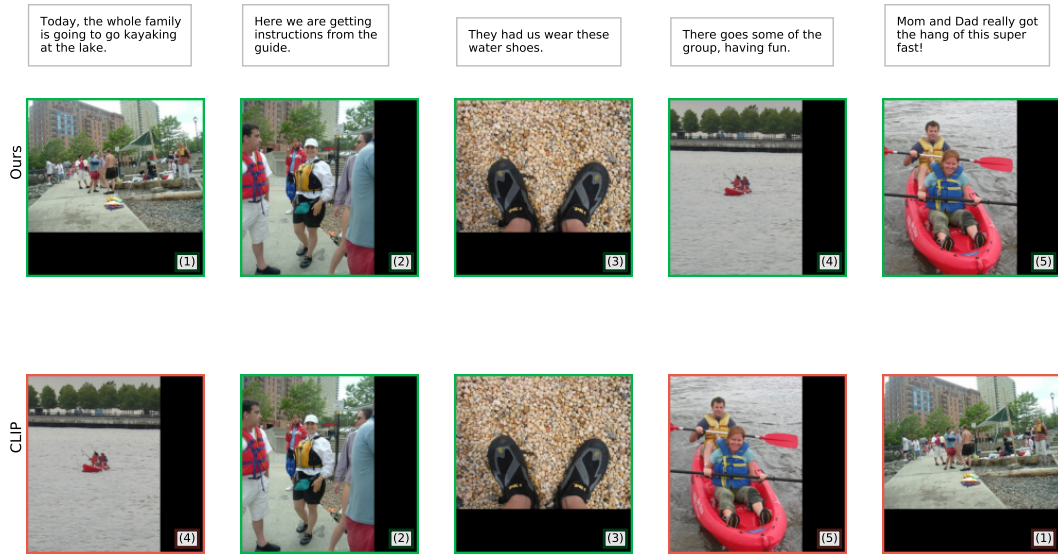 Today, the whole family
is going to go kayaking
at the lake.
Here we are getting
instructions from the
guide.
They had us wear these
water shoes.
There goes some of the
group, having fun.
Mom and Dad really got
the hang of this super
fast!
Ours
(1)
(2)
(3)
(4)
(5)
CLIP
(4)
(2)
(3)
(5)
(1)